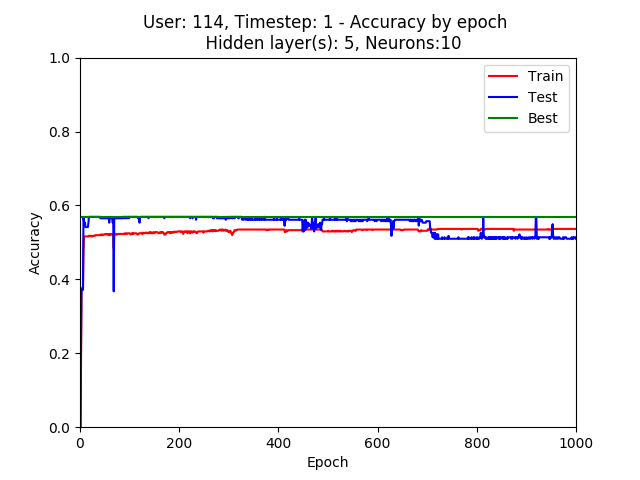 User: 114, Timestep: 1 - Accuracy by epoch
Hidden layer(s): 5, Neurons:10
1.0
0.8
0.6
0.4
0.2
0.0
Accuracy
Train
Test
Best
0 200 400 600 800 1000
Epoch